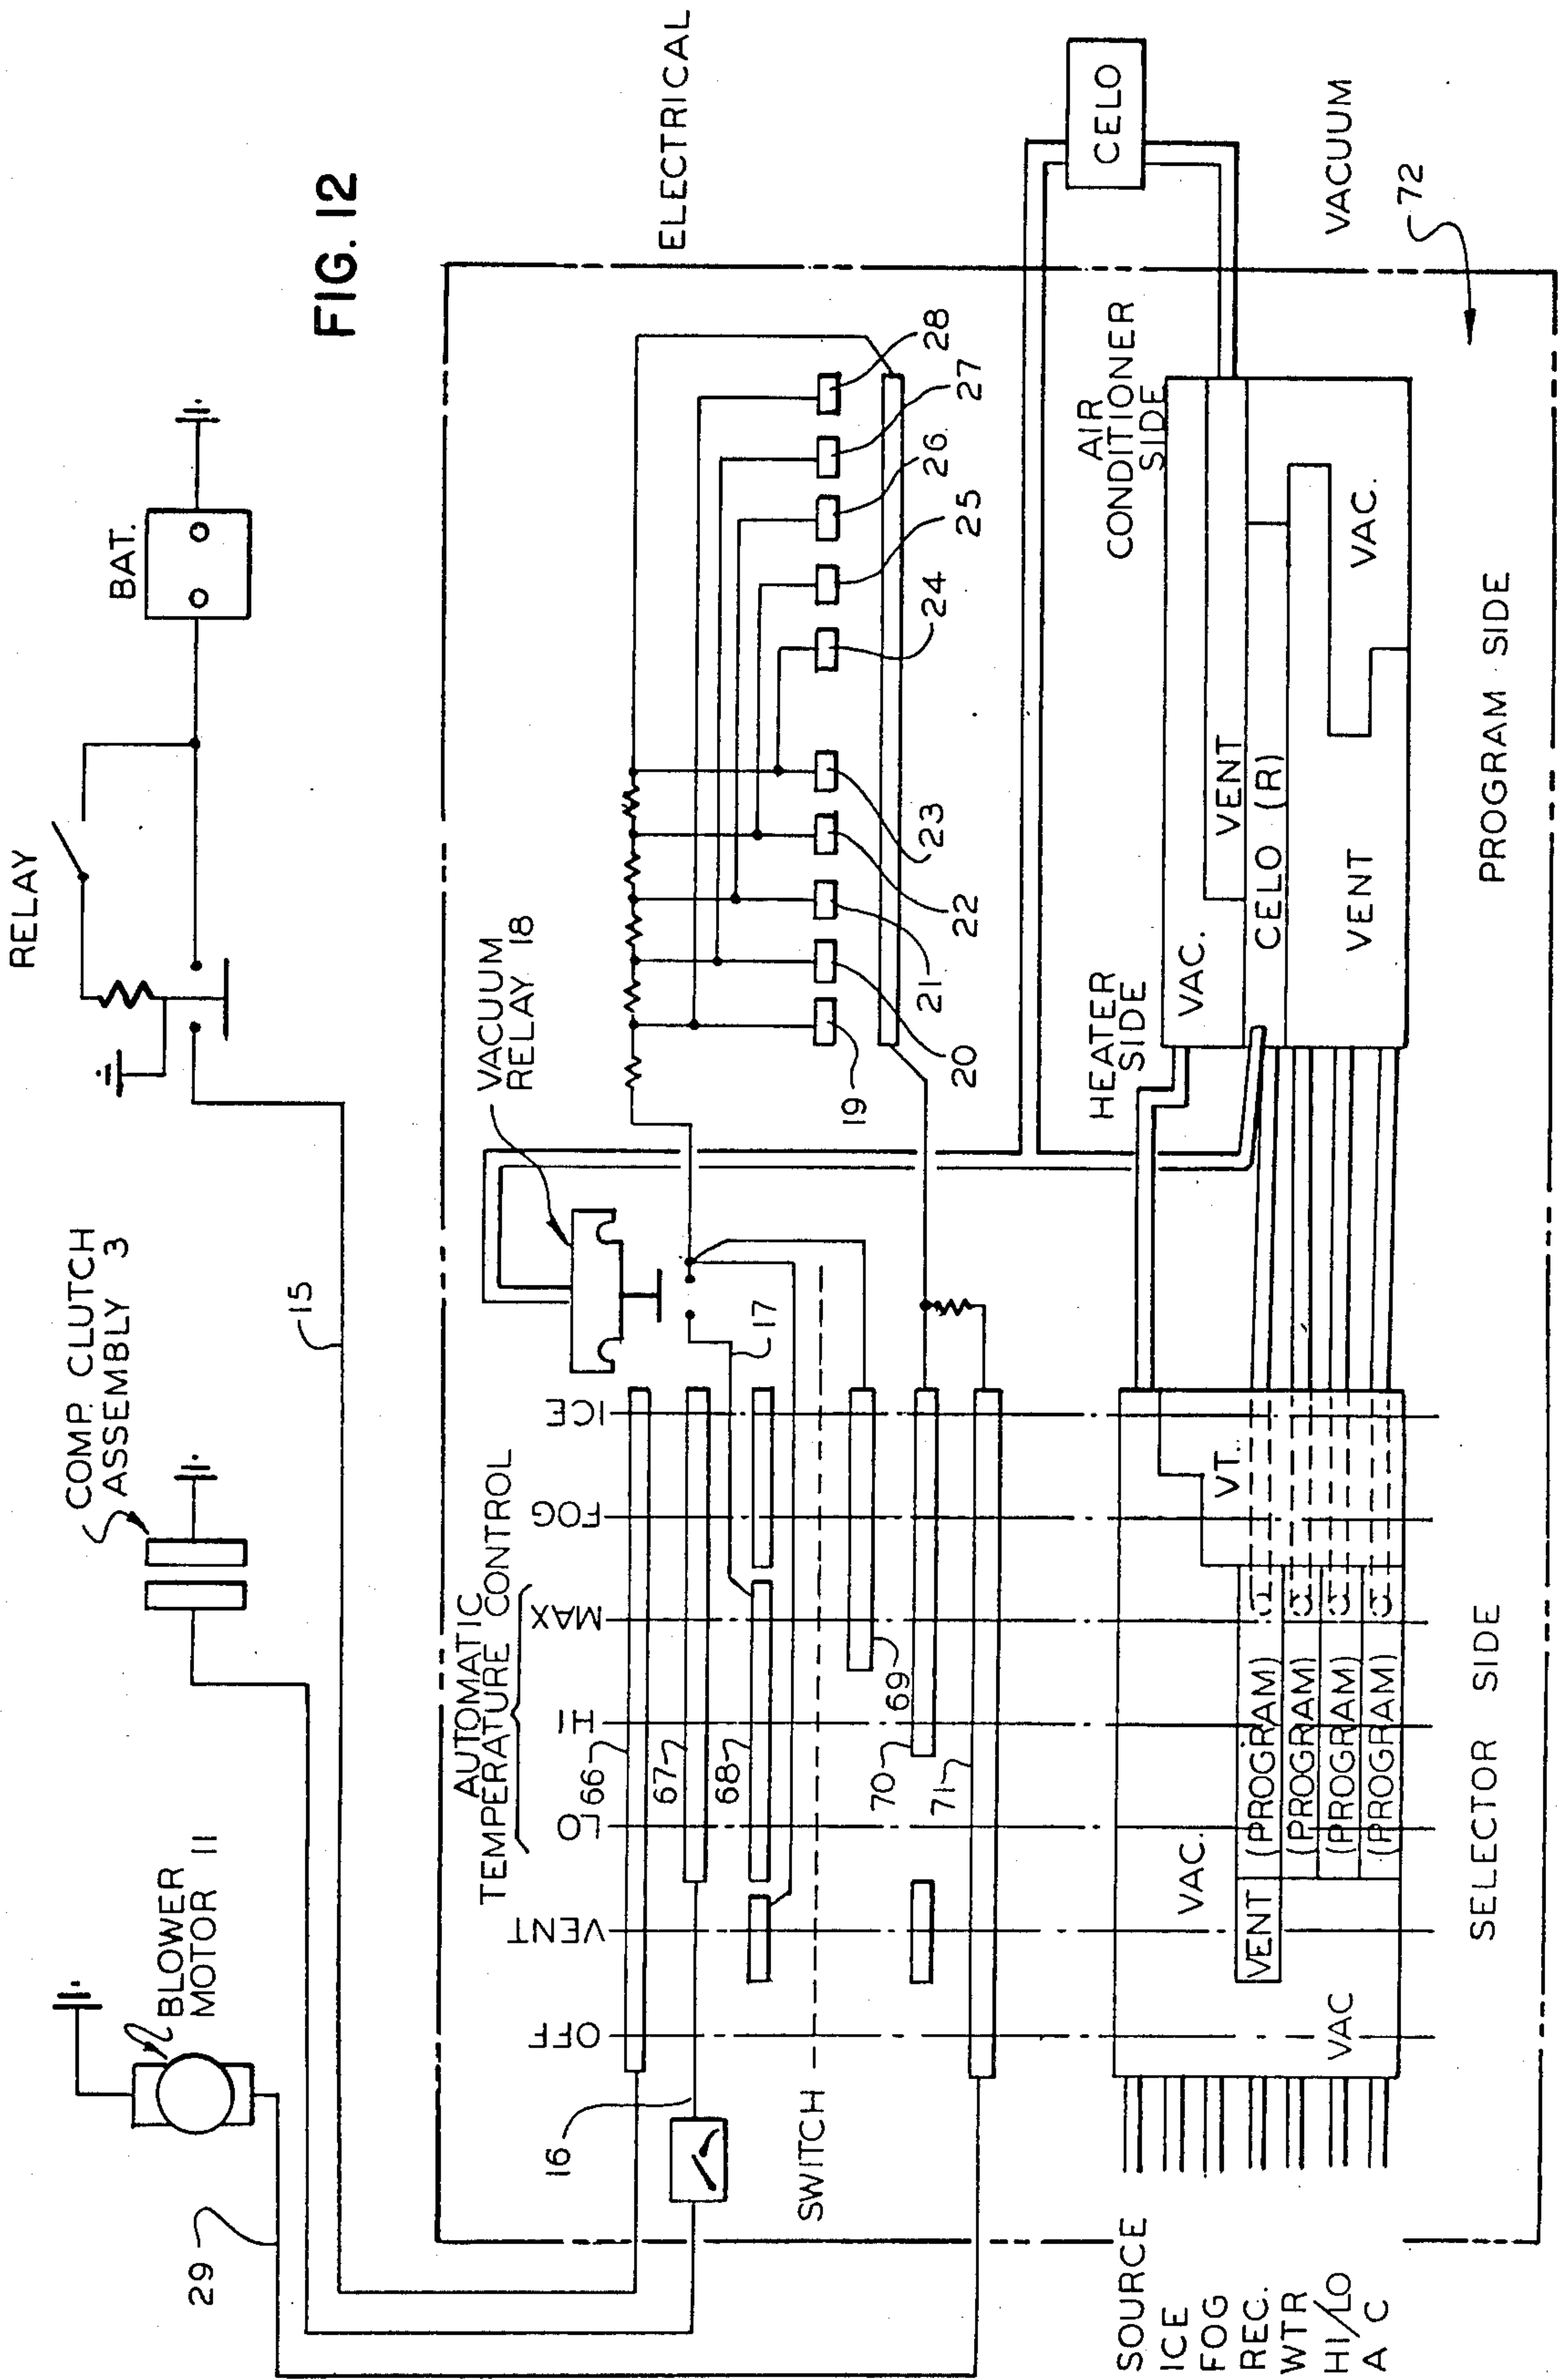 FIG. 12
RELAY
BAT.
COMP. CLUTCH
ASSEMBLY 3
BLOWER
MOTOR 11
29
15
16
ELECTRICAL
VACUUM
RELAY 18
17
AUTOMATIC
TEMPERATURE CONTROL
OFF
VENT
LO
HI
MAX
FOG
ICE
66
67
68
69
70
71
SWITCH
19
20
21
22
23
24
25
26
27
28
CELO
VACUUM
72
HEATER
SIDE
AIR
CONDITIONER
SIDE
VAC.
VENT
CELO (R)
VENT
VAC.
PROGRAM SIDE
SOURCE
ICE
FOG
REC.
WTR
HI/LO
A C
VAC.
VENT
VAC
VT.
(PROGRAM)
(PROGRAM)
(PROGRAM)
(PROGRAM)
SELECTOR SIDE